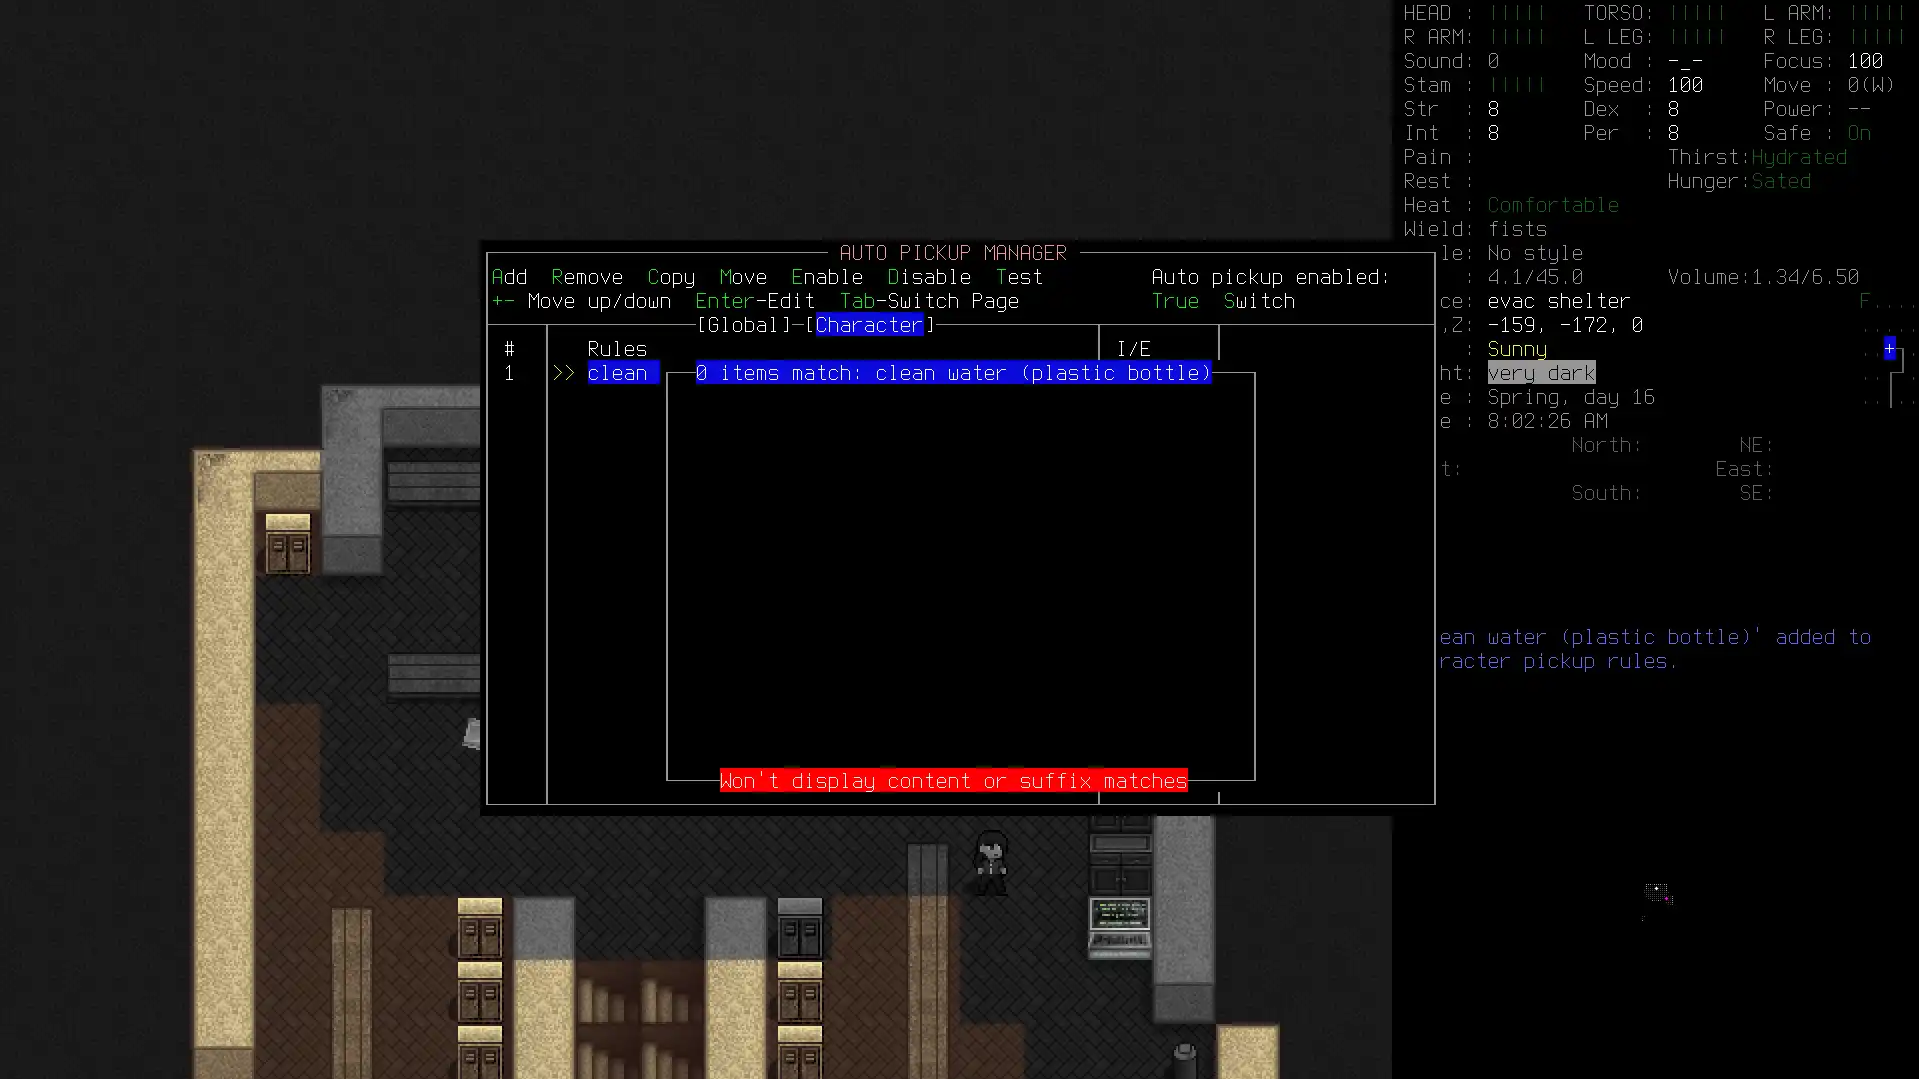 HEAD : ||||| TORSO: ||||| L ARM: |||||
R ARM: ||||| L LEG: ||||| R LEG: |||||
Sound: 0 Mood : -_- Focus: 100
Stam : ||||| Speed: 100 Move : 0(W)
Str : 8 Dex : 8 Power: --
Int : 8 Per : 8 Safe : On
Pain : Thirst:Hydrated
Rest : Hunger:Sated
Heat : Comfortable
Wield: fists
le: No style
: 4.1/45.0 Volume:1.34/6.50
ce: evac shelter
,Z: -159, -172, 0
: Sunny
ht: very dark
e : Spring, day 16
e : 8:02:26 AM
North: NE:
t: East:
South: SE:
ean water (plastic bottle)' added to
racter pickup rules.
AUTO PICKUP MANAGER
Add Remove Copy Move Enable Disable Test Auto pickup enabled:
+- Move up/down Enter-Edit Tab-Switch Page True Switch
[Global]-[Character]
# Rules I/E
1 >> clean 0 items match: clean water (plastic bottle)
Won't display content or suffix matches